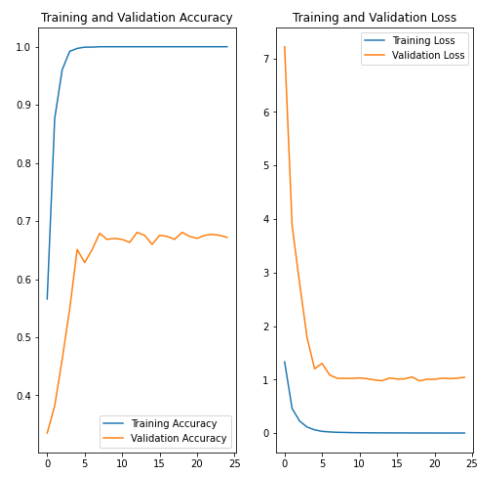 Training and Validation Accuracy
1.0
0.9
0.8
0.7
0.6
0.5
0.4
Training Accuracy
Validation Accuracy
0 5 10 15 20 25
Training and Validation Loss
Training Loss
Validation Loss
7
6
5
4
3
2
1
0
0 5 10 15 20 25